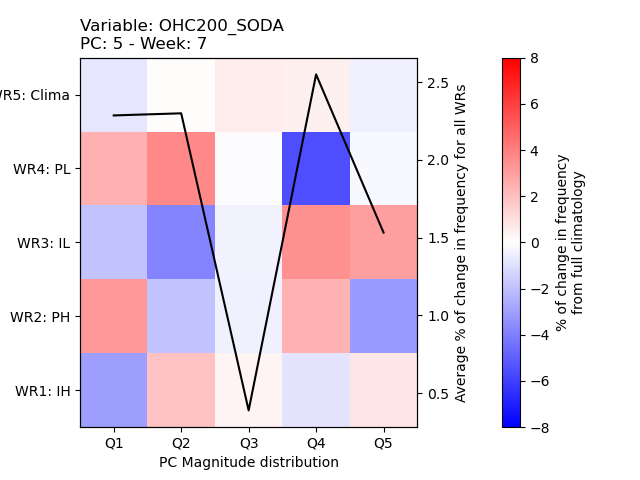 Variable: OHC200_SODA
PC: 5 - Week: 7
WR5: Clima
WR4: PL
WR3: IL
WR2: PH
WR1: IH
Q1 Q2 Q3 Q4 Q5
PC Magnitude distribution
2.5
2.0
1.5
1.0
0.5
Average % of change in frequency for all WRs
8
6
4
2
0
−2
−4
−6
−8
% of change in frequency
from full climatology